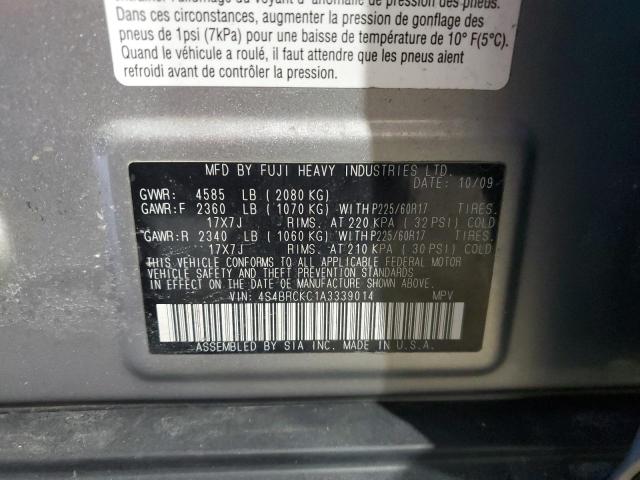 d'anomalie de pression des pneus.
Dans ces circonstances, augmenter la pression de gonflage des
pneus de 1psi (7kPa) pour une baisse de température de 10° F(5°C).
Quand le véhicule a roulé, il faut attendre que les pneus aient
refroidi avant de contrôler la pression.
MFD BY FUJI HEAVY INDUSTRIES LTD.
DATE: 10/09
GVWR: 4585 LB (2080 KG)
GAWR:F 2360 LB (1070 KG) WITH P225/60R17 TIRES.
17X7J RIMS. AT 220 KPA (32 PSI) COLD
GAWR:R 2340 LB (1060 KG) WITH P225/60R17 TIRES.
17X7J RIMS. AT 210 KPA (30 PSI) COLD
THIS VEHICLE CONFORMS TO ALL APPLICABLE FEDERAL MOTOR
VEHICLE SAFETY AND THEFT PREVENTION STANDARDS
IN EFFECT ON THE DATE OF MANUFACTURE SHOWN ABOVE.
VIN: 4S4BRCKC1A3339014 MPV
ASSEMBLED BY SIA INC. MADE IN U.S.A.